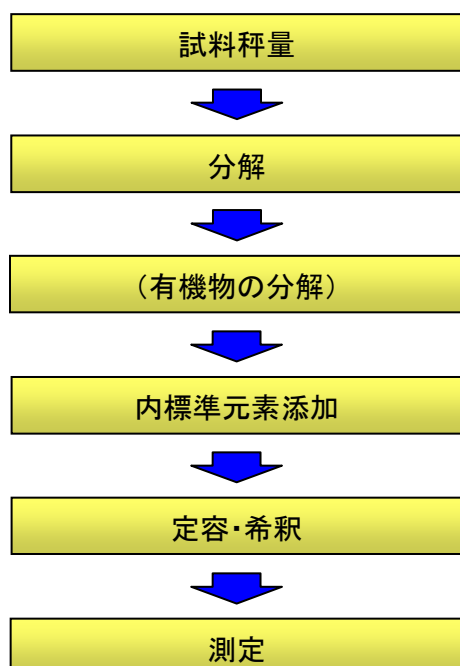 試料秤量
分解
（有機物の分解）
内標準元素添加
定容・希釈
測定